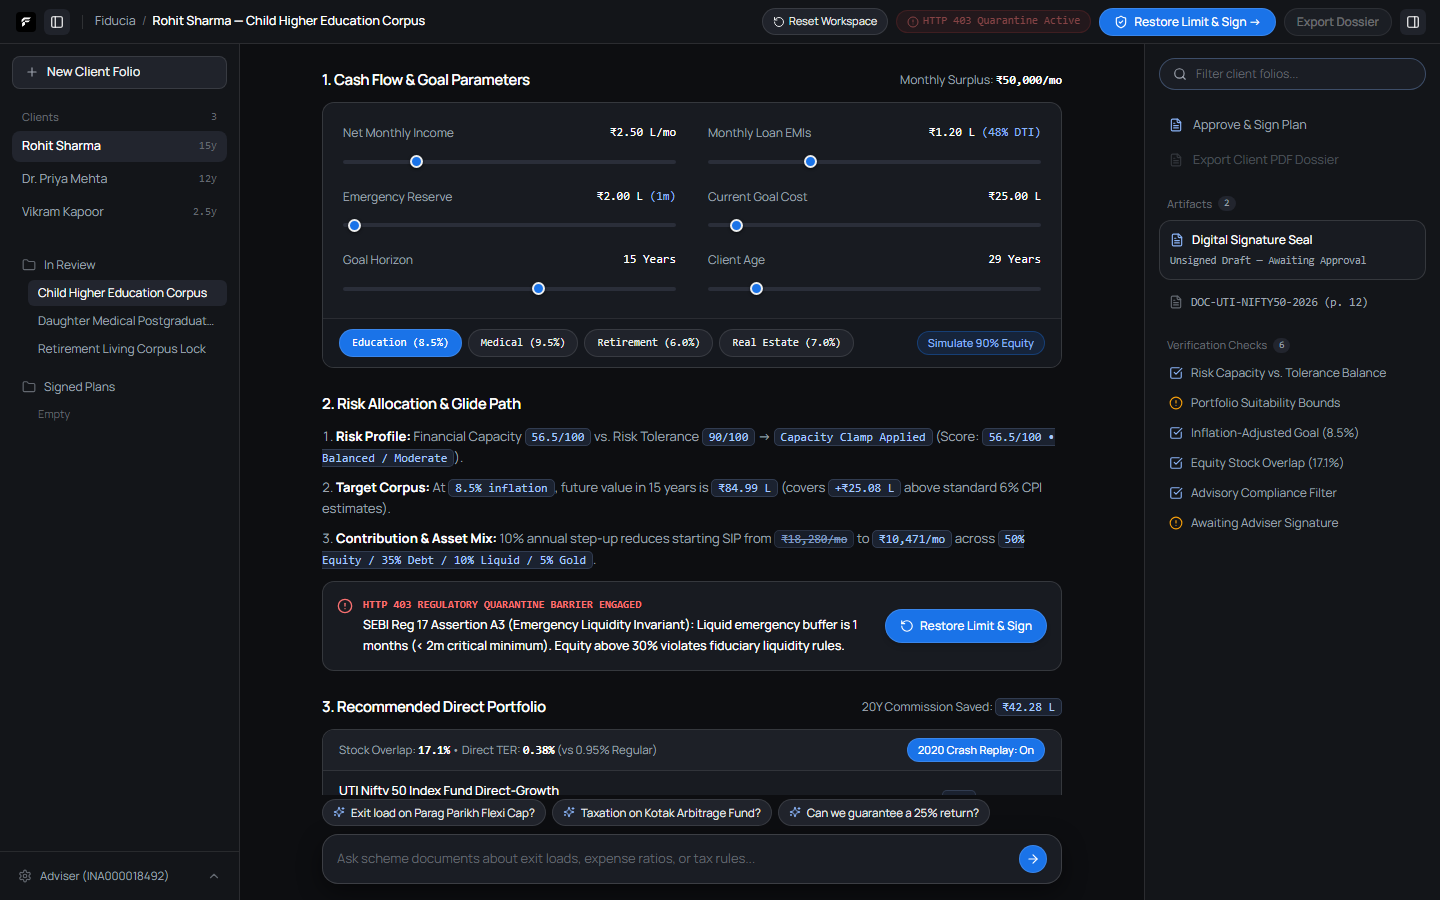 Fiducia / Rohit Sharma — Child Higher Education Corpus
Reset Workspace
HTTP 403 Quarantine Active
Restore Limit & Sign →
Export Dossier
New Client Folio
Clients 3
Rohit Sharma 15y
Dr. Priya Mehta 12y
Vikram Kapoor 2.5y
In Review
Child Higher Education Corpus
Daughter Medical Postgraduat...
Retirement Living Corpus Lock
Signed Plans
Empty
Adviser (INA000018492)
1. Cash Flow & Goal Parameters
Monthly Surplus: ₹50,000/mo
Net Monthly Income ₹2.50 L/mo
Monthly Loan EMIs ₹1.20 L (48% DTI)
Emergency Reserve ₹2.00 L (1m)
Current Goal Cost ₹25.00 L
Goal Horizon 15 Years
Client Age 29 Years
Education (8.5%)
Medical (9.5%)
Retirement (6.0%)
Real Estate (7.0%)
Simulate 90% Equity
2. Risk Allocation & Glide Path
1. Risk Profile: Financial Capacity 56.5/100 vs. Risk Tolerance 90/100 → Capacity Clamp Applied (Score: 56.5/100 •
Balanced / Moderate ).
2. Target Corpus: At 8.5% inflation , future value in 15 years is ₹84.99 L (covers +₹25.08 L above standard 6% CPI
estimates).
3. Contribution & Asset Mix: 10% annual step-up reduces starting SIP from ₹18,280/mo to ₹10,471/mo across 50%
Equity / 35% Debt / 10% Liquid / 5% Gold .
HTTP 403 REGULATORY QUARANTINE BARRIER ENGAGED
SEBI Reg 17 Assertion A3 (Emergency Liquidity Invariant): Liquid emergency buffer is 1
months (< 2m critical minimum). Equity above 30% violates fiduciary liquidity rules.
Restore Limit & Sign
3. Recommended Direct Portfolio
20Y Commission Saved: ₹42.28 L
Stock Overlap: 17.1% • Direct TER: 0.38% (vs 0.95% Regular)
2020 Crash Replay: On
UTI Nifty 50 Index Fund Direct-Growth
Exit load on Parag Parikh Flexi Cap?
Taxation on Kotak Arbitrage Fund?
Can we guarantee a 25% return?
Ask scheme documents about exit loads, expense ratios, or tax rules...
Filter client folios...
Approve & Sign Plan
Export Client PDF Dossier
Artifacts 2
Digital Signature Seal
Unsigned Draft — Awaiting Approval
DOC-UTI-NIFTY50-2026 (p. 12)
Verification Checks 6
Risk Capacity vs. Tolerance Balance
Portfolio Suitability Bounds
Inflation-Adjusted Goal (8.5%)
Equity Stock Overlap (17.1%)
Advisory Compliance Filter
Awaiting Adviser Signature